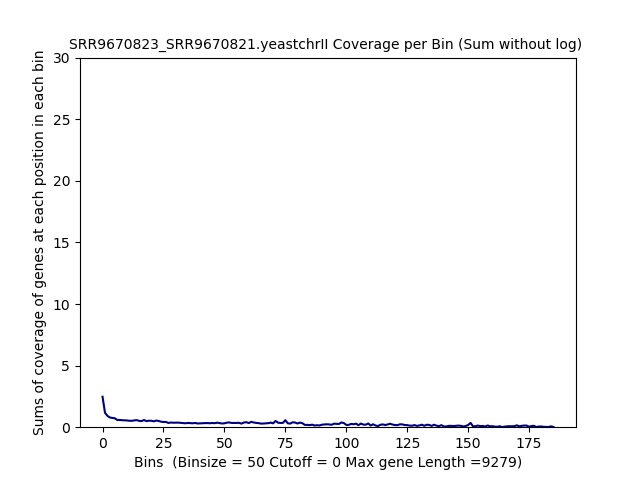 SRR9670823_SRR9670821.yeastchrII Coverage per Bin (Sum without log)
Sums of coverage of genes at each position in each bin
30
25
20
15
10
5
0
0 25 50 75 100 125 150 175
Bins  (Binsize = 50 Cutoff = 0 Max gene Length =9279)